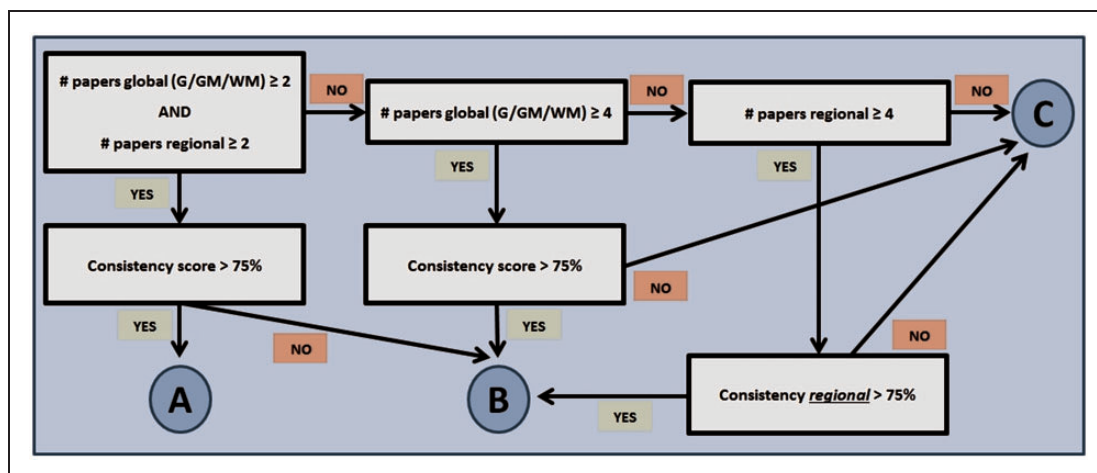 # papers global (G/GM/WM) ≥ 2
AND
# papers regional ≥ 2
NO
# papers global (G/GM/WM) ≥ 4
NO
# papers regional ≥ 4
NO
C
YES
YES
YES
Consistency score > 75%
Consistency score > 75%
NO
YES
NO
YES
NO
A
B
Consistency regional > 75%
YES